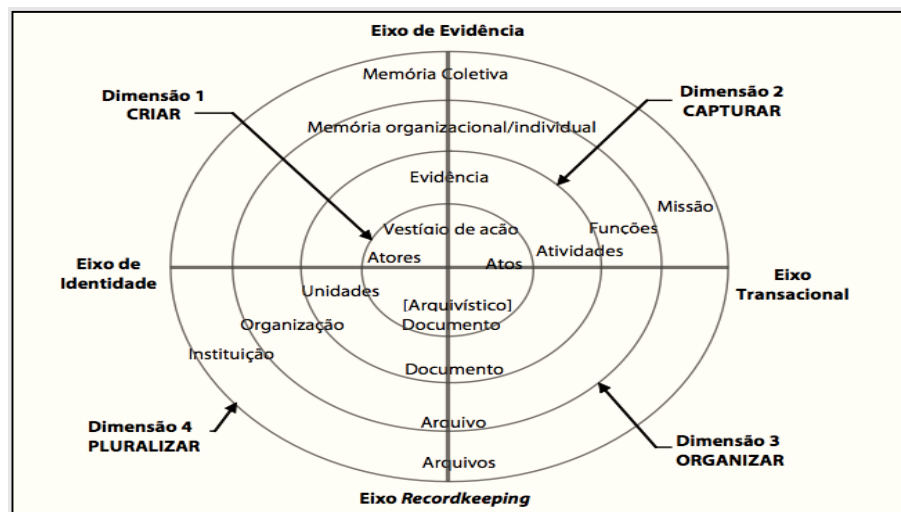 Eixo de Evidência
Memória Coletiva
Dimensão 1
CRIAR
Dimensão 2
CAPTURAR
Memória organizacional/individual
Evidência
Missão
Vestígio de acão
Funções
Atividades
Atores
Atos
Eixo de
Identidade
Eixo
Transacional
Unidades
[Arquivístico]
Documento
Organização
Instituição
Documento
Arquivo
Dimensão 4
PLURALIZAR
Dimensão 3
ORGANIZAR
Arquivos
Eixo Recordkeeping